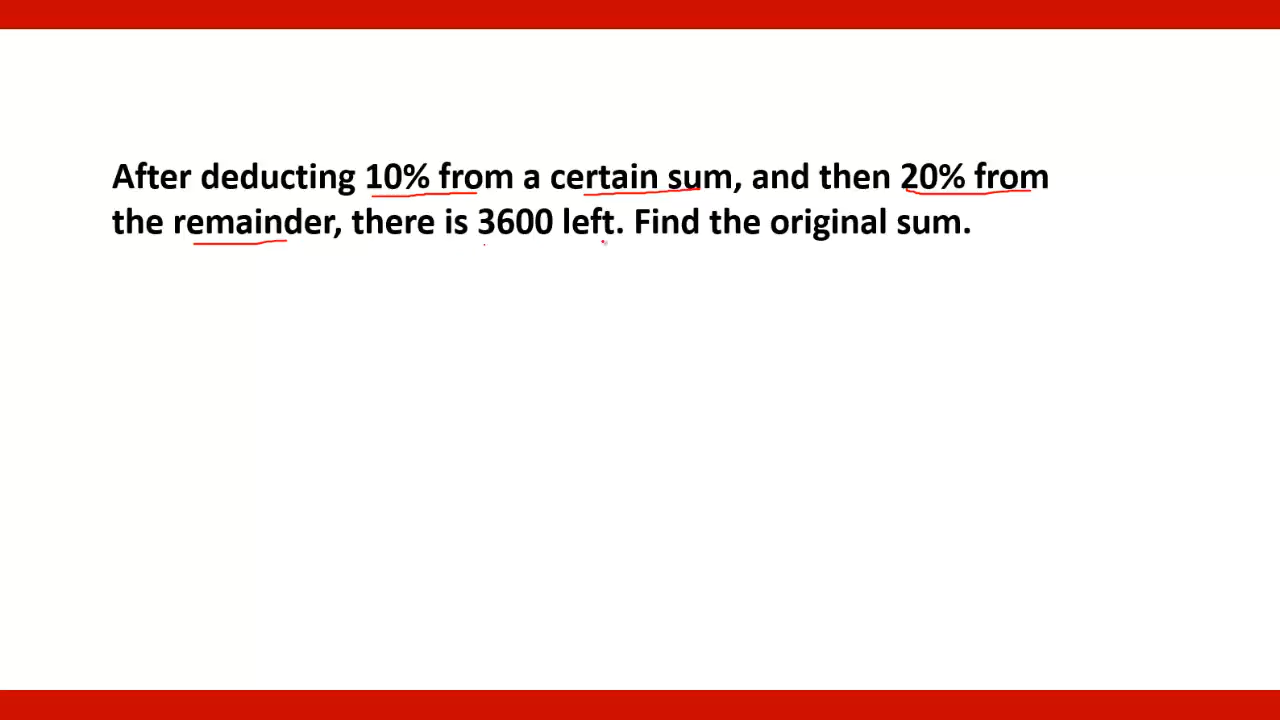 After deducting 10% from a certain sum, and then 20% from
the remainder, there is 3600 left. Find the original sum.